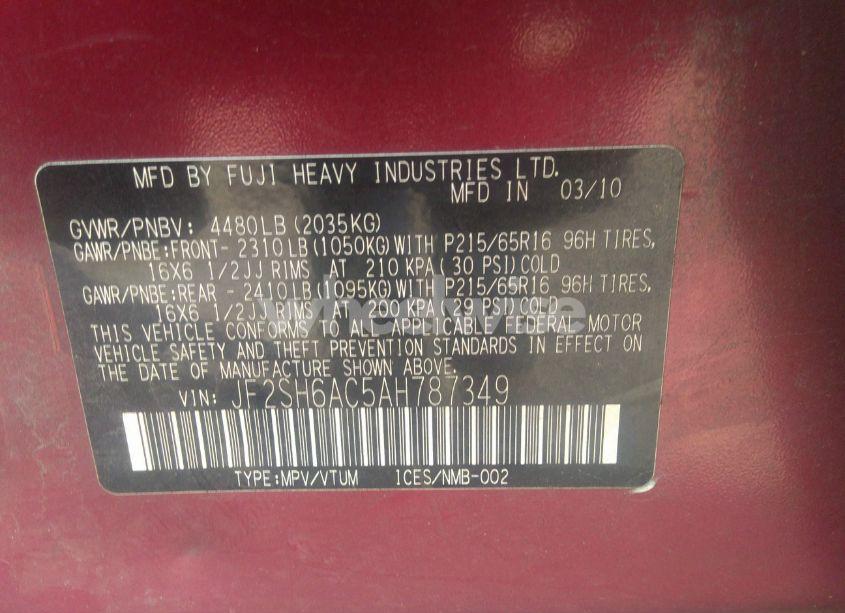 MFD BY FUJI HEAVY INDUSTRIES LTD.
MFD IN 03/10
GVWR/PNBV: 4480LB (2035KG)
GAWR/PNBE:FRONT- 2310LB(1050KG)WITH P215/65R16 96H TIRES,
16X6 1/2JJ RIMS AT 210 KPA( 30 PSI)COLD
GAWR/PNBE:REAR - 2410LB(1095KG)WITH P215/65R16 96H TIRES,
16X6 1/2JJ RIMS AT 200 KPA( 29 PSI)COLD
THIS VEHICLE CONFORMS TO ALL APPLICABLE FEDERAL MOTOR
VEHICLE SAFETY AND THEFT PREVENTION STANDARDS IN EFFECT ON
THE DATE OF MANUFACTURE SHOWN ABOVE.
VIN: JF2SH6AC5AH787349
TYPE:MPV/VTUM ICES/NMB-002